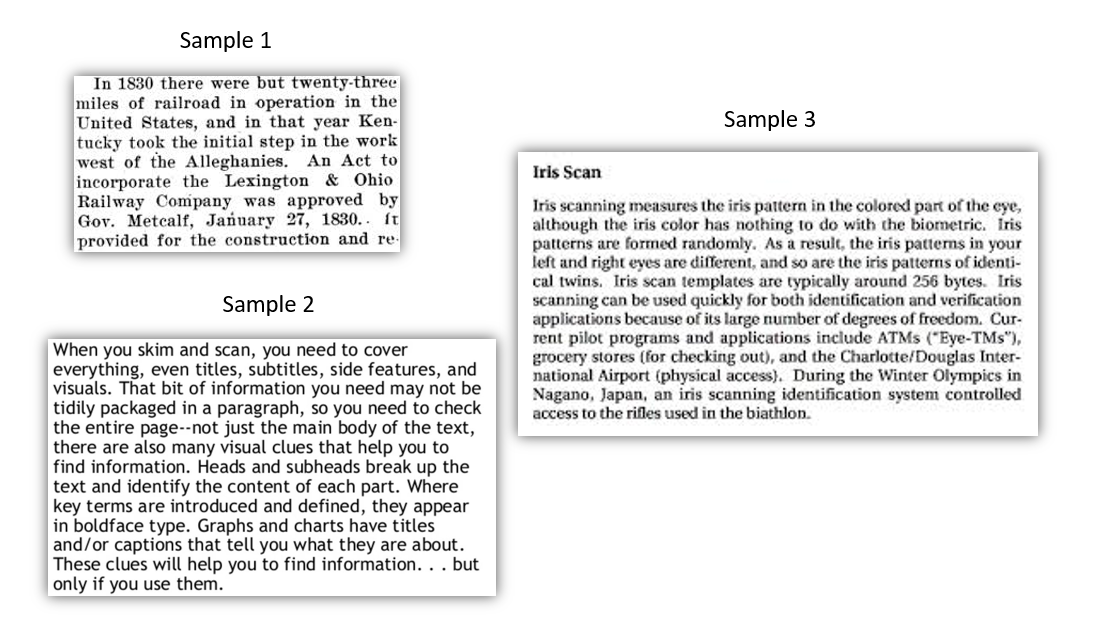 Sample 1
In 1830 there were but twenty-three
miles of railroad in operation in the
United States, and in that year Ken-
tucky took the initial step in the work
west of the Alleghanies. An Act to
incorporate the Lexington & Ohio
Railway Company was approved by
Gov. Metcalf, January 27, 1830.. It
provided for the construction and re-
Sample 2
When you skim and scan, you need to cover
everything, even titles, subtitles, side features, and
visuals. That bit of information you need may not be
tidily packaged in a paragraph, so you need to check
the entire page--not just the main body of the text,
there are also many visual clues that help you to
find information. Heads and subheads break up the
text and identify the content of each part. Where
key terms are introduced and defined, they appear
in boldface type. Graphs and charts have titles
and/or captions that tell you what they are about.
These clues will help you to find information. . . but
only if you use them.
Sample 3
Iris Scan
Iris scanning measures the iris pattern in the colored part of the eye,
although the iris color has nothing to do with the biometric. Iris
patterns are formed randomly. As a result, the iris patterns in your
left and right eyes are different, and so are the iris patterns of identi-
cal twins. Iris scan templates are typically around 256 bytes. Iris
scanning can be used quickly for both identification and verification
applications because of its large number of degrees of freedom. Cur-
rent pilot programs and applications include ATMs ("Eye-TMs"),
grocery stores (for checking out), and the Charlotte/Douglas Inter-
national Airport (physical access). During the Winter Olympics in
Nagano, Japan, an iris scanning identification system controlled
access to the rifles used in the biathlon.